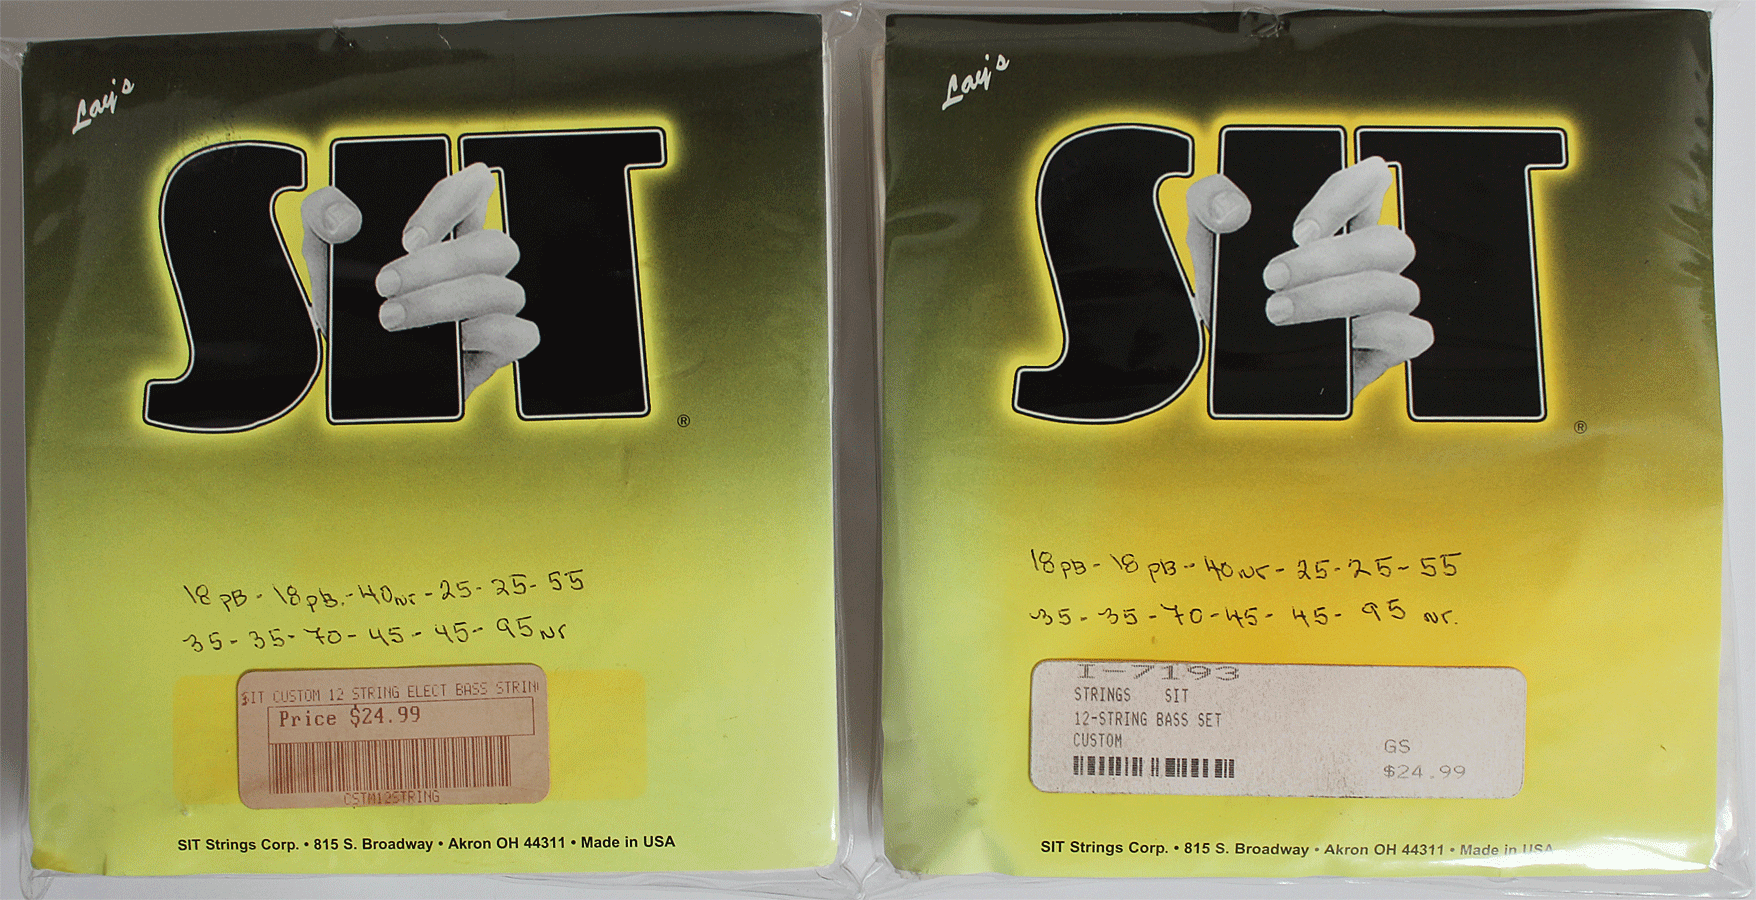 Lay's
SIT
®
18 PB - 18 pB. - 40 Nr - 25 - 25 - 55
35 - 35 - 70 - 45 - 45 - 95 Nr
SIT CUSTOM 12 STRING ELECT BASS STRIN
Price $24.99
CSTM12STRING
SIT Strings Corp. • 815 S. Broadway • Akron OH 44311 • Made in USA
Lay's
SIT
®
18 PB - 18 PB - 40 Nr - 25 - 25 - 55
35 - 35 - 70 - 45 - 45 - 95 Nr.
I-7193
STRINGS SIT
12-STRING BASS SET
CUSTOM
GS
$24.99
SIT Strings Corp. • 815 S. Broadway • Akron OH 44311 • Made in USA